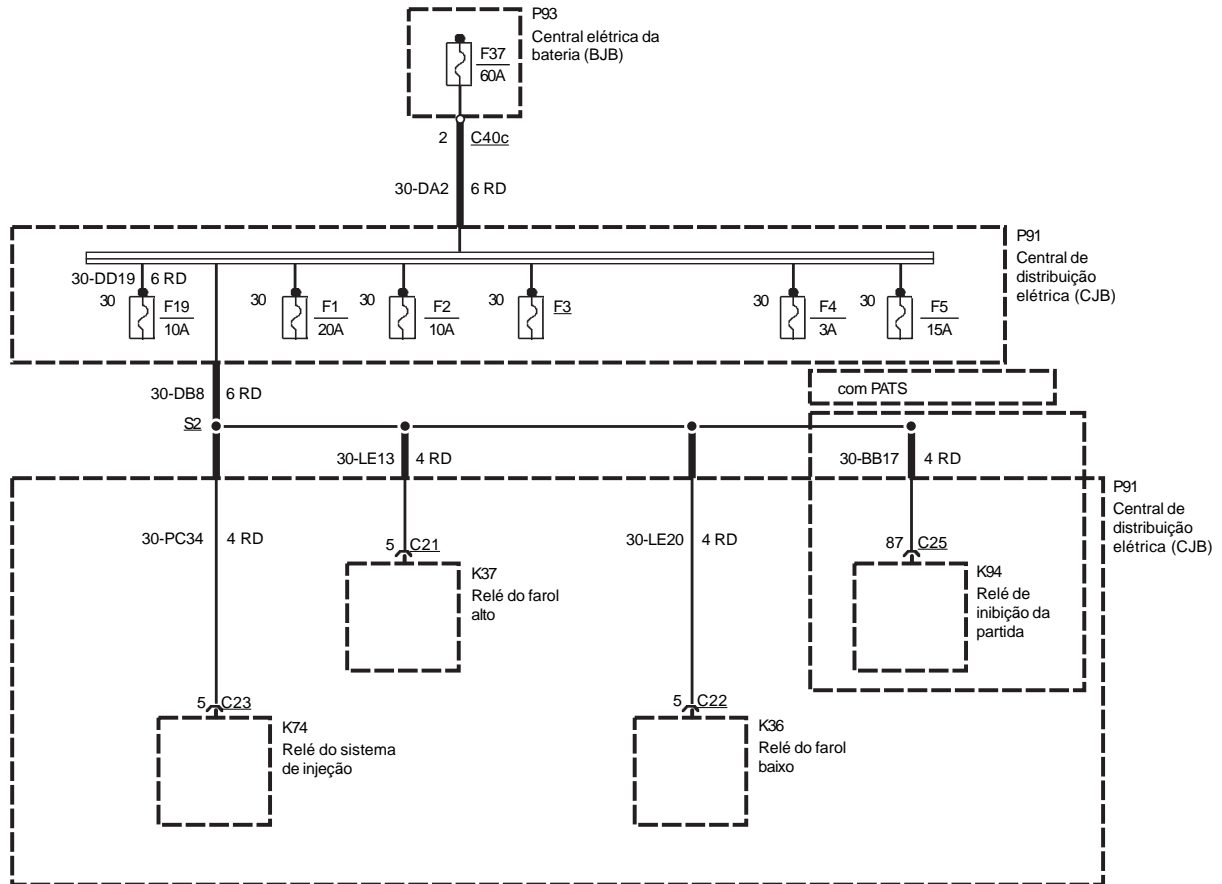 P93
Central elétrica da
bateria (BJB)
F37
60A
2 C40c
30-DA2 6 RD
P91
Central de
distribuição
elétrica (CJB)
30-DD19 6 RD
30 F19
10A
30 F1
20A
30 F2
10A
30 F3
30 F4
3A
30 F5
15A
com PATS
30-DB8 6 RD
S2
30-LE13 4 RD
30-BB17 4 RD
P91
Central de
distribuição
elétrica (CJB)
30-PC34 4 RD
5 C21
30-LE20 4 RD
87 C25
K37
Relé do farol
alto
K94
Relé de
inibição da
partida
5 C23
5 C22
K74
Relé do sistema
de injeção
K36
Relé do farol
baixo